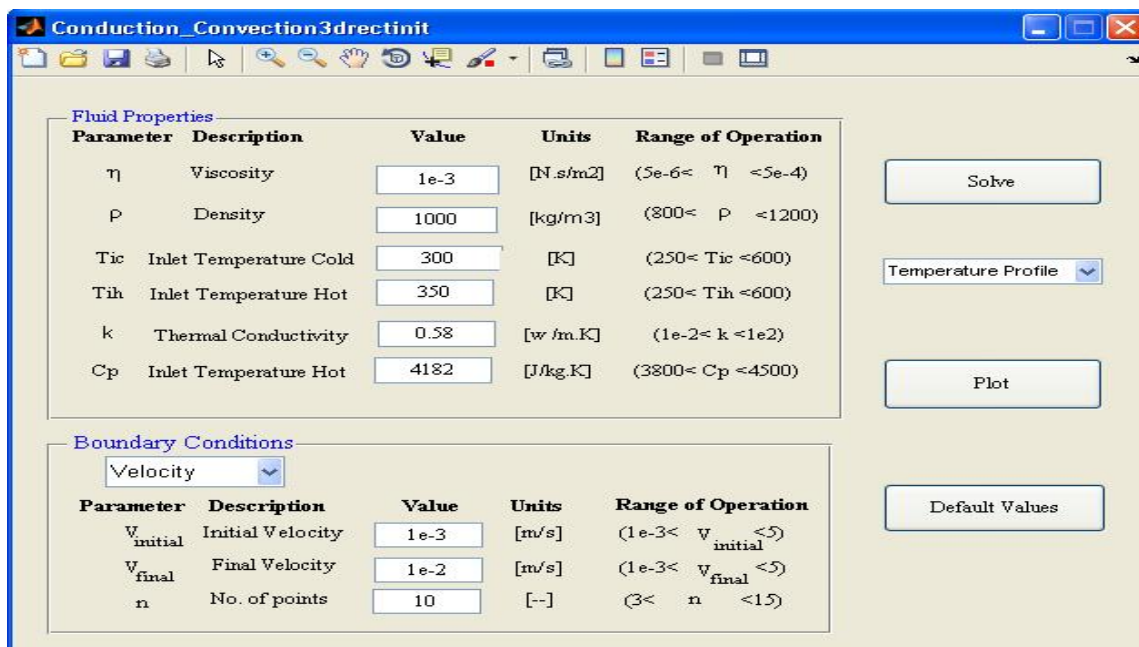 Conduction_Convection3drectinit
Fluid Properties
Parameter Description Value Units Range of Operation
η Viscosity 1e-3 [N.s/m2] (5e-6< η <5e-4)
ρ Density 1000 [kg/m3] (800< ρ <1200)
Tic Inlet Temperature Cold 300 [K] (250< Tic <600)
Tih Inlet Temperature Hot 350 [K] (250< Tih <600)
k Thermal Conductivity 0.58 [w /m.K] (1e-2< k <1e2)
Cp Inlet Temperature Hot 4182 [J/kg.K] (3800< Cp <4500)
Solve
Temperature Profile
Plot
Default Values
Boundary Conditions
Velocity
Parameter Description Value Units Range of Operation
V initial Initial Velocity 1e-3 [m/s] (1e-3< V initial <5)
V final Final Velocity 1e-2 [m/s] (1e-3< V final <5)
n No. of points 10 [--] (3< n <15)